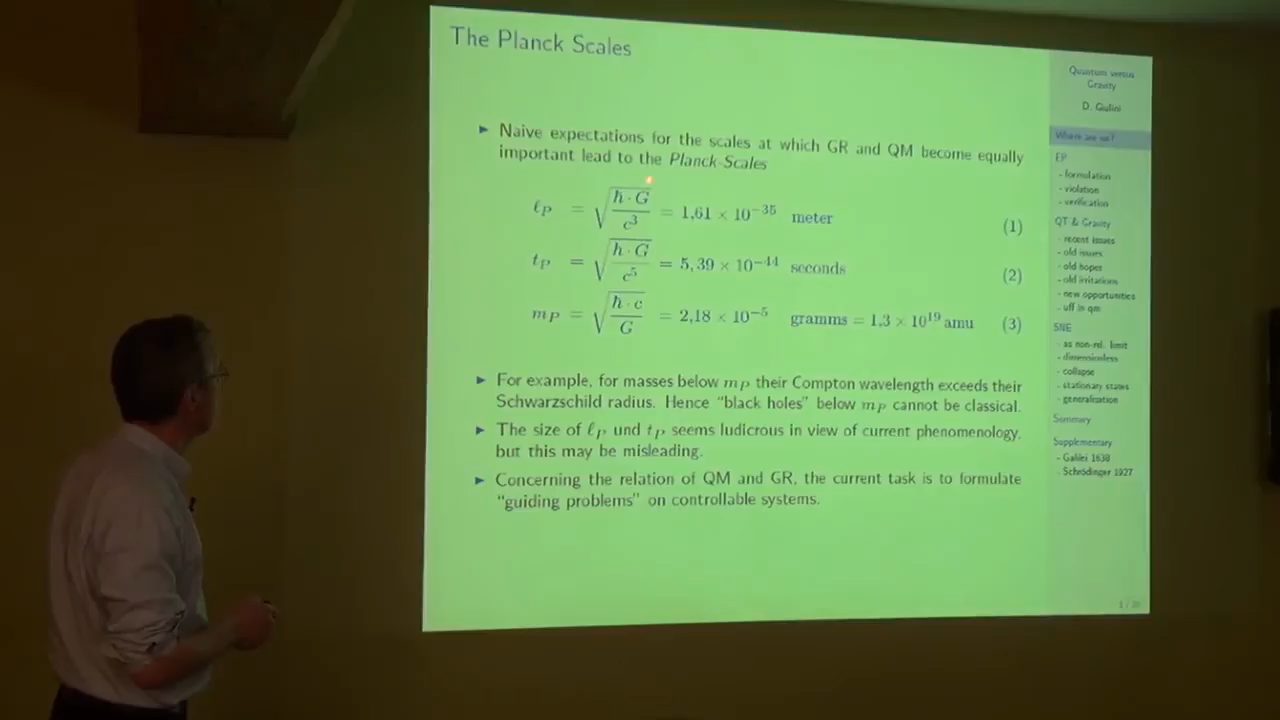 The Planck Scales
► Naive expectations for the scales at which GR and QM become equally
important lead to the Planck-Scales
ℓP = √(ħ · G / c³) = 1,61 × 10⁻³⁵ meter (1)
tP = √(ħ · G / c⁵) = 5,39 × 10⁻⁴⁴ seconds (2)
mP = √(ħ · c / G) = 2,18 × 10⁻⁵ gramms = 1,3 × 10¹⁹ amu (3)
► For example, for masses below mP their Compton wavelength exceeds their
Schwarzschild radius. Hence "black holes" below mP cannot be classical.
► The size of ℓP und tP seems ludicrous in view of current phenomenology,
but this may be misleading.
► Concerning the relation of QM and GR, the current task is to formulate
"guiding problems" on controllable systems.
Quantum versus
Gravity
D. Giulini
Where are we?
EP
- formulation
- violation
- verification
QT & Gravity
- recent issues
- old issues
- old hopes
- old irritations
- new opportunities
- uff in qm
SNE
- as non-rel. limit
- dimensionless
- collapse
- stationary states
- generalisation
Summary
Supplementary
- Galilei 1638
- Schrödinger 1927